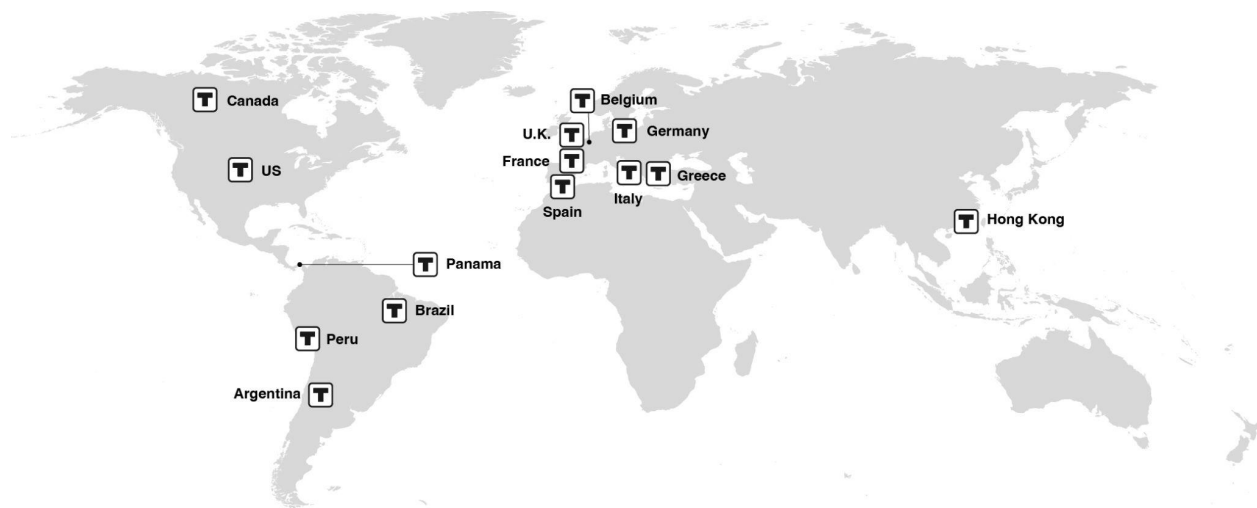 Canada
US
Belgium
U.K.
Germany
France
Greece
Italy
Spain
Hong Kong
Panama
Brazil
Peru
Argentina
T
T
T
T
T
T
T
T
T
T
T
T
T
T